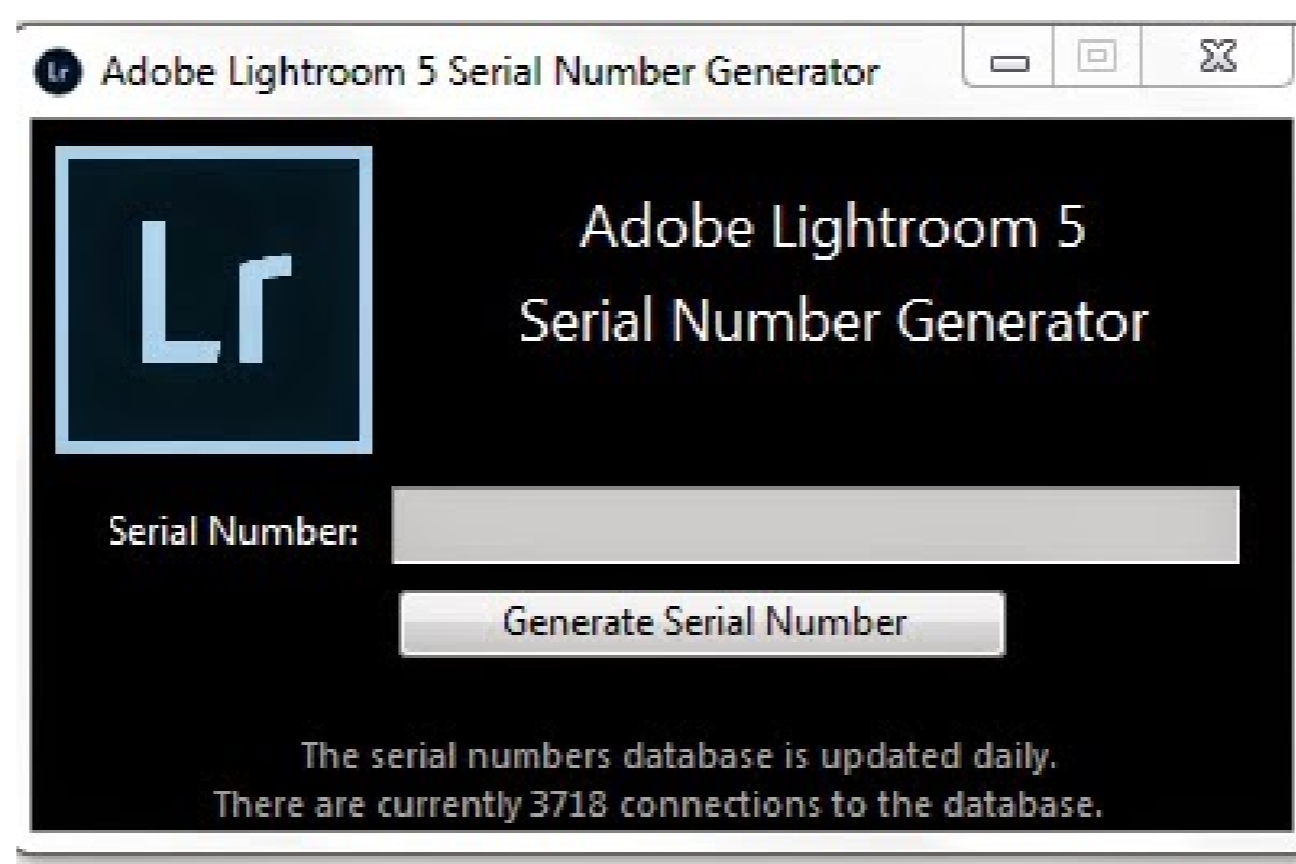 Lr Adobe Lightroom 5 Serial Number Generator
Lr
Adobe Lightroom 5
Serial Number Generator
Serial Number:
Generate Serial Number
The serial numbers database is updated daily.
There are currently 3718 connections to the database.